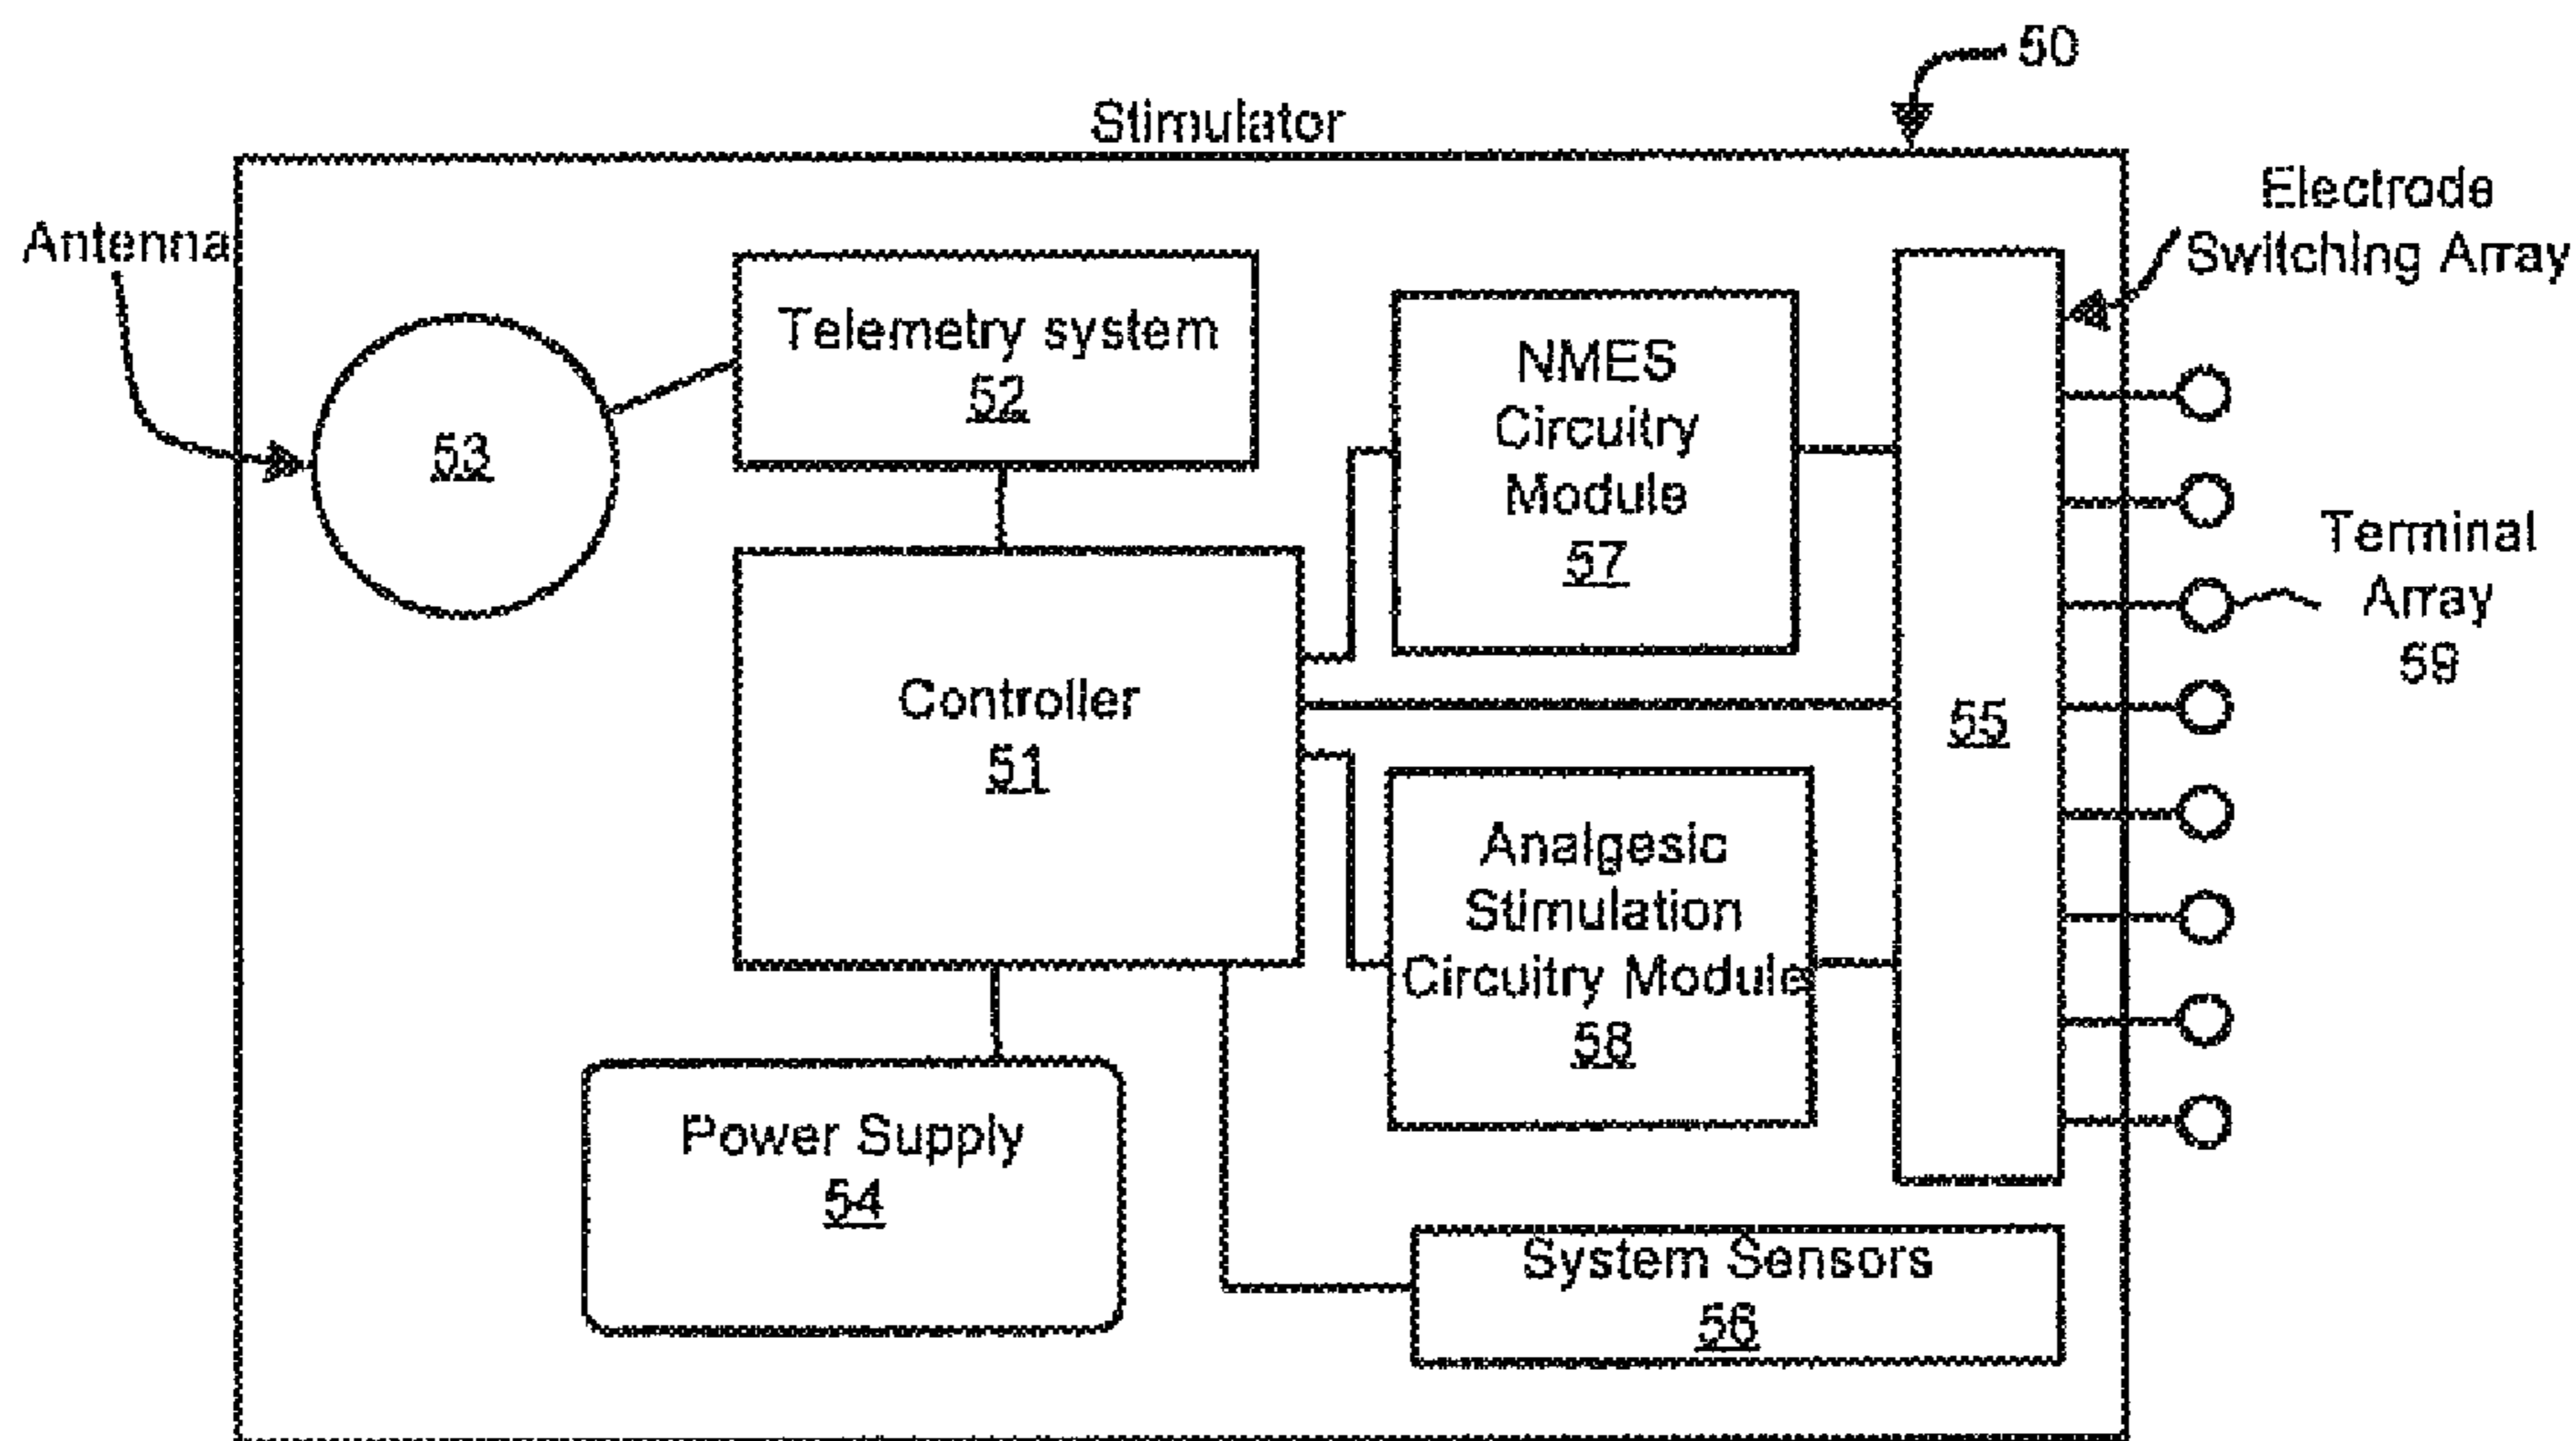 50
Stimulator
Antenna
Electrode
Switching Array
Telemetry system
52
53
NMES
Circuitry
Module
57
Terminal
Array
59
Controller
51
55
Analgesic
Stimulation
Circuitry Module
58
Power Supply
54
System Sensors
56